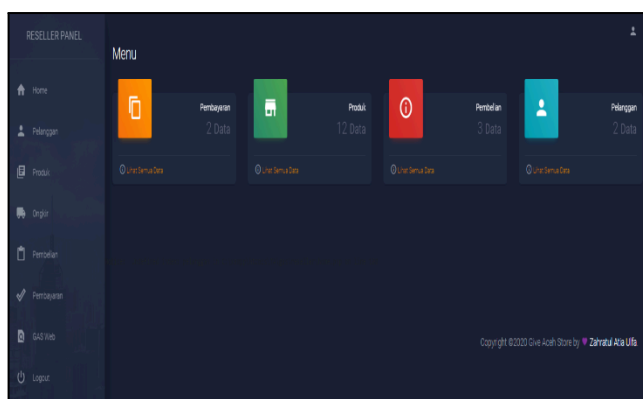 RESELLER PANEL
Menu
Home
Pelanggan
Produk
Ongkir
Pembelian
Pembayaran
GAS Web
Logout
Pembayaran
2 Data
Lihat Semua Data
Produk
12 Data
Lihat Semua Data
Pembelian
3 Data
Lihat Semua Data
Pelanggan
2 Data
Lihat Semua Data
Copyright ©2020 Give Aceh Store by Zahratul Atia Ulfa